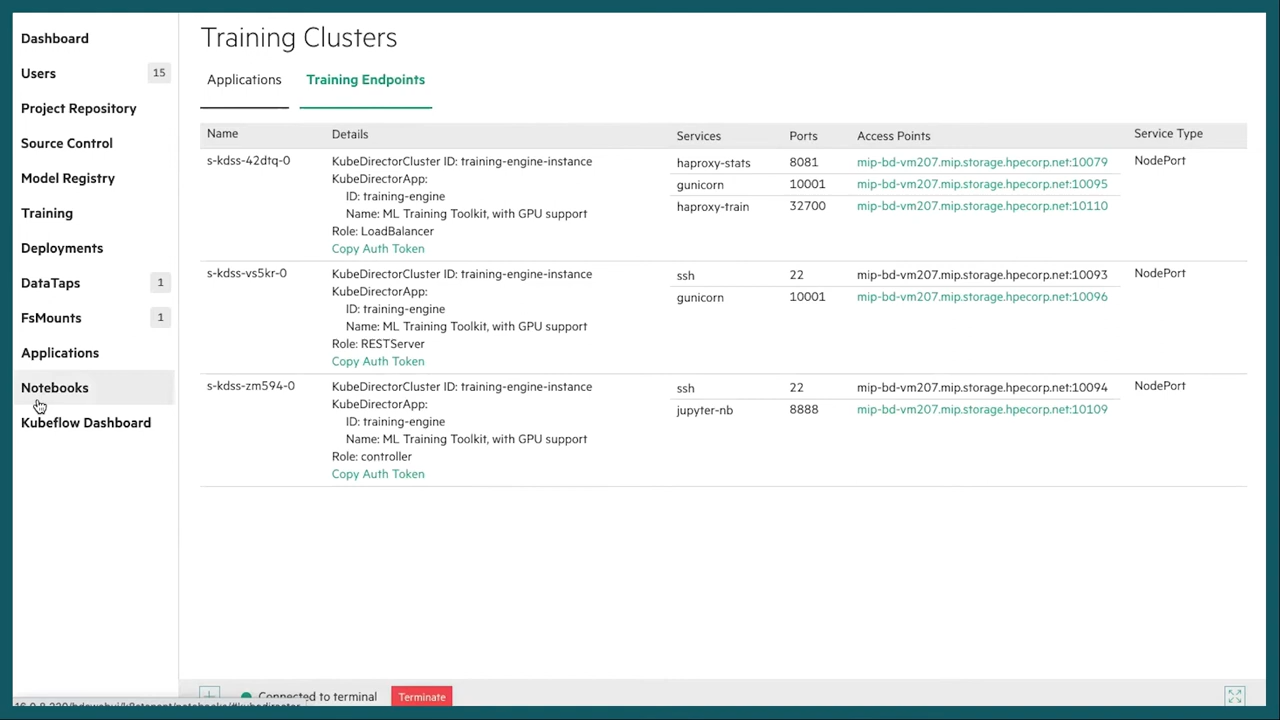 Dashboard
Users 15
Project Repository
Source Control
Model Registry
Training
Deployments
DataTaps 1
FsMounts 1
Applications
Notebooks
Kubeflow Dashboard
Training Clusters
Applications Training Endpoints
Name Details Services Ports Access Points Service Type
s-kdss-42dtq-0 KubeDirectorCluster ID: training-engine-instance haproxy-stats 8081 mip-bd-vm207.mip.storage.hpecorp.net:10079 NodePort
KubeDirectorApp: gunicorn 10001 mip-bd-vm207.mip.storage.hpecorp.net:10095
ID: training-engine haproxy-train 32700 mip-bd-vm207.mip.storage.hpecorp.net:10110
Name: ML Training Toolkit, with GPU support
Role: LoadBalancer
Copy Auth Token
s-kdss-vs5kr-0 KubeDirectorCluster ID: training-engine-instance ssh 22 mip-bd-vm207.mip.storage.hpecorp.net:10093 NodePort
KubeDirectorApp: gunicorn 10001 mip-bd-vm207.mip.storage.hpecorp.net:10096
ID: training-engine
Name: ML Training Toolkit, with GPU support
Role: RESTServer
Copy Auth Token
s-kdss-zm594-0 KubeDirectorCluster ID: training-engine-instance ssh 22 mip-bd-vm207.mip.storage.hpecorp.net:10094 NodePort
KubeDirectorApp: jupyter-nb 8888 mip-bd-vm207.mip.storage.hpecorp.net:10109
ID: training-engine
Name: ML Training Toolkit, with GPU support
Role: controller
Copy Auth Token
Connected to terminal Terminate